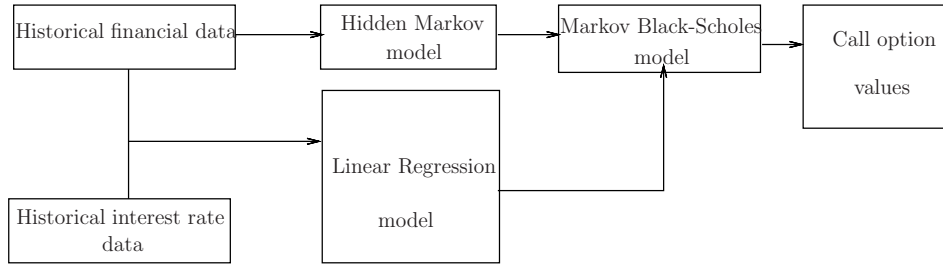 Historical financial data
Hidden Markov
model
Markov Black-Scholes
model
Call option
values
Linear Regression
model
Historical interest rate
data